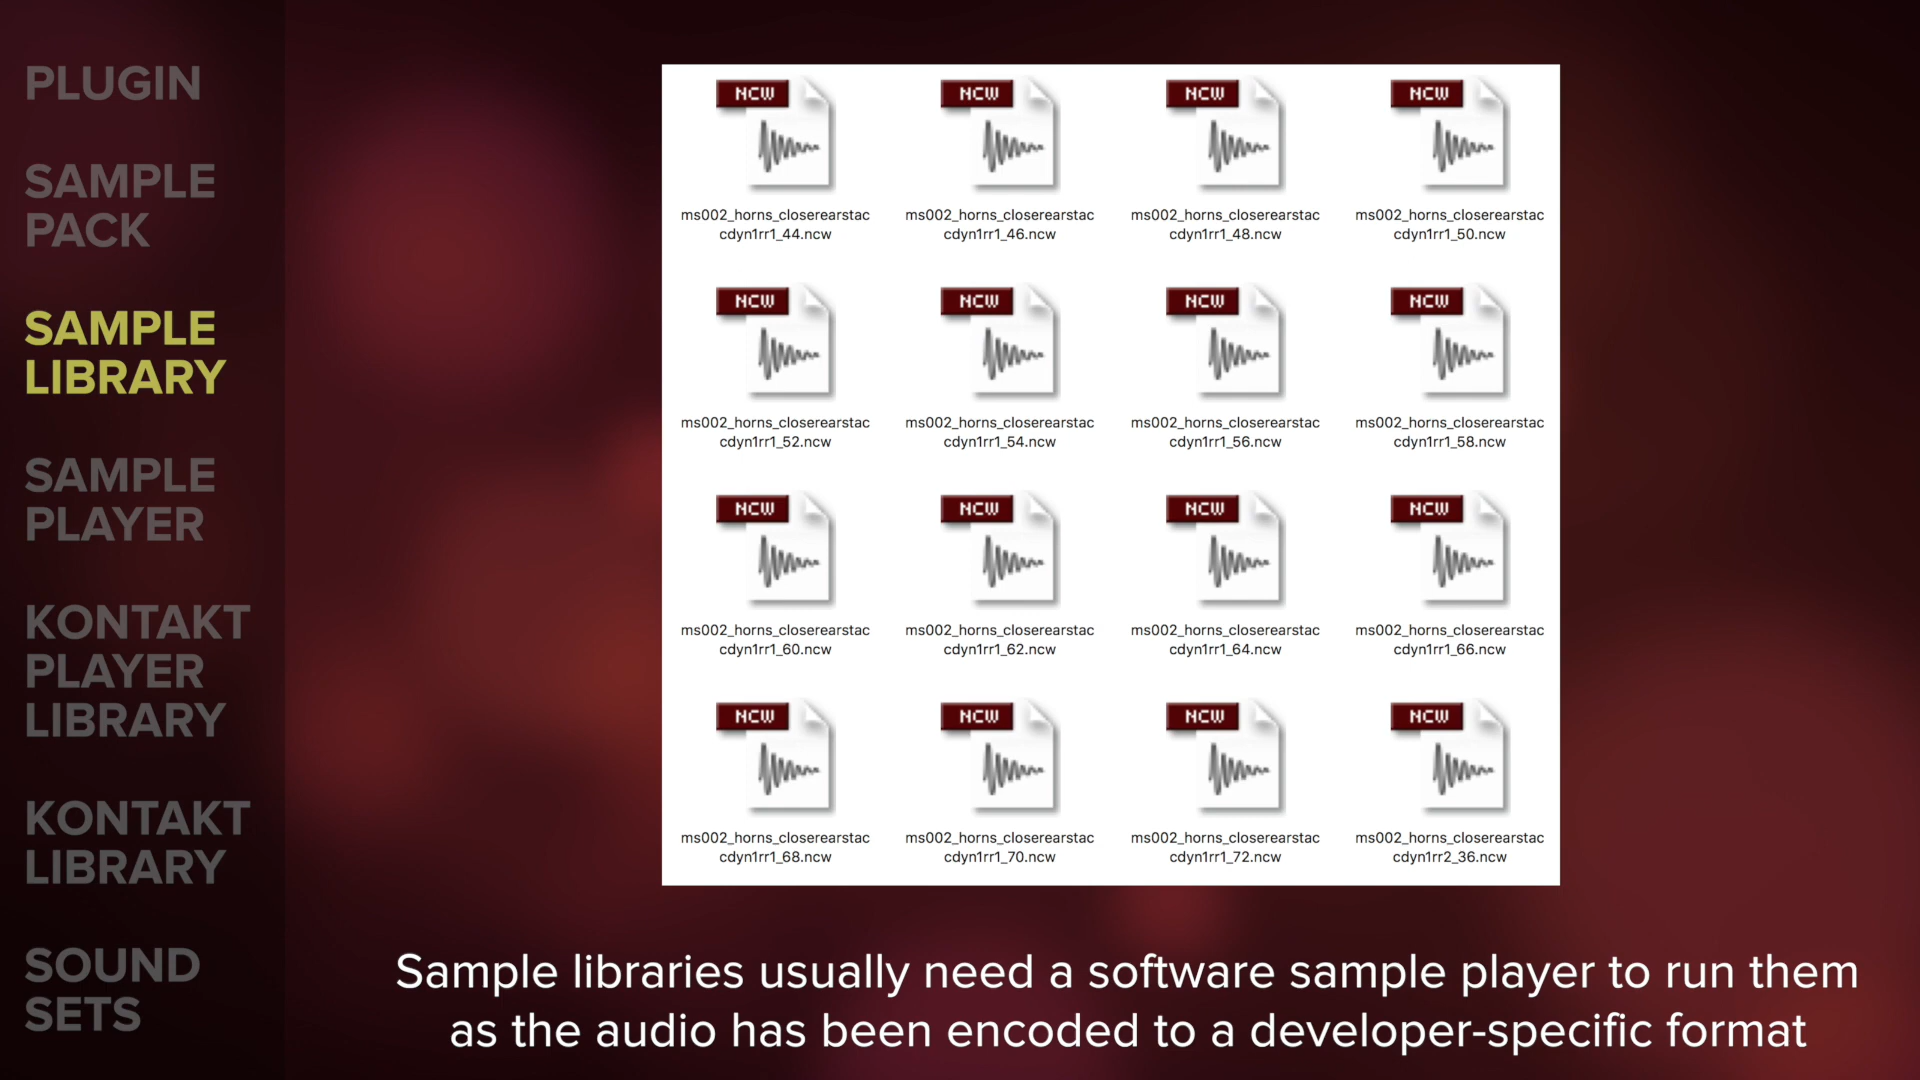 PLUGIN
SAMPLE
PACK
SAMPLE
LIBRARY
SAMPLE
PLAYER
KONTAKT
PLAYER
LIBRARY
KONTAKT
LIBRARY
SOUND
SETS
NCW NCW NCW NCW
ms002_horns_closerearstac ms002_horns_closerearstac ms002_horns_closerearstac ms002_horns_closerearstac
cdyn1rr1_44.ncw cdyn1rr1_46.ncw cdyn1rr1_48.ncw cdyn1rr1_50.ncw
NCW NCW NCW NCW
ms002_horns_closerearstac ms002_horns_closerearstac ms002_horns_closerearstac ms002_horns_closerearstac
cdyn1rr1_52.ncw cdyn1rr1_54.ncw cdyn1rr1_56.ncw cdyn1rr1_58.ncw
NCW NCW NCW NCW
ms002_horns_closerearstac ms002_horns_closerearstac ms002_horns_closerearstac ms002_horns_closerearstac
cdyn1rr1_60.ncw cdyn1rr1_62.ncw cdyn1rr1_64.ncw cdyn1rr1_66.ncw
NCW NCW NCW NCW
ms002_horns_closerearstac ms002_horns_closerearstac ms002_horns_closerearstac ms002_horns_closerearstac
cdyn1rr1_68.ncw cdyn1rr1_70.ncw cdyn1rr1_72.ncw cdyn1rr2_36.ncw
Sample libraries usually need a software sample player to run them
as the audio has been encoded to a developer-specific format